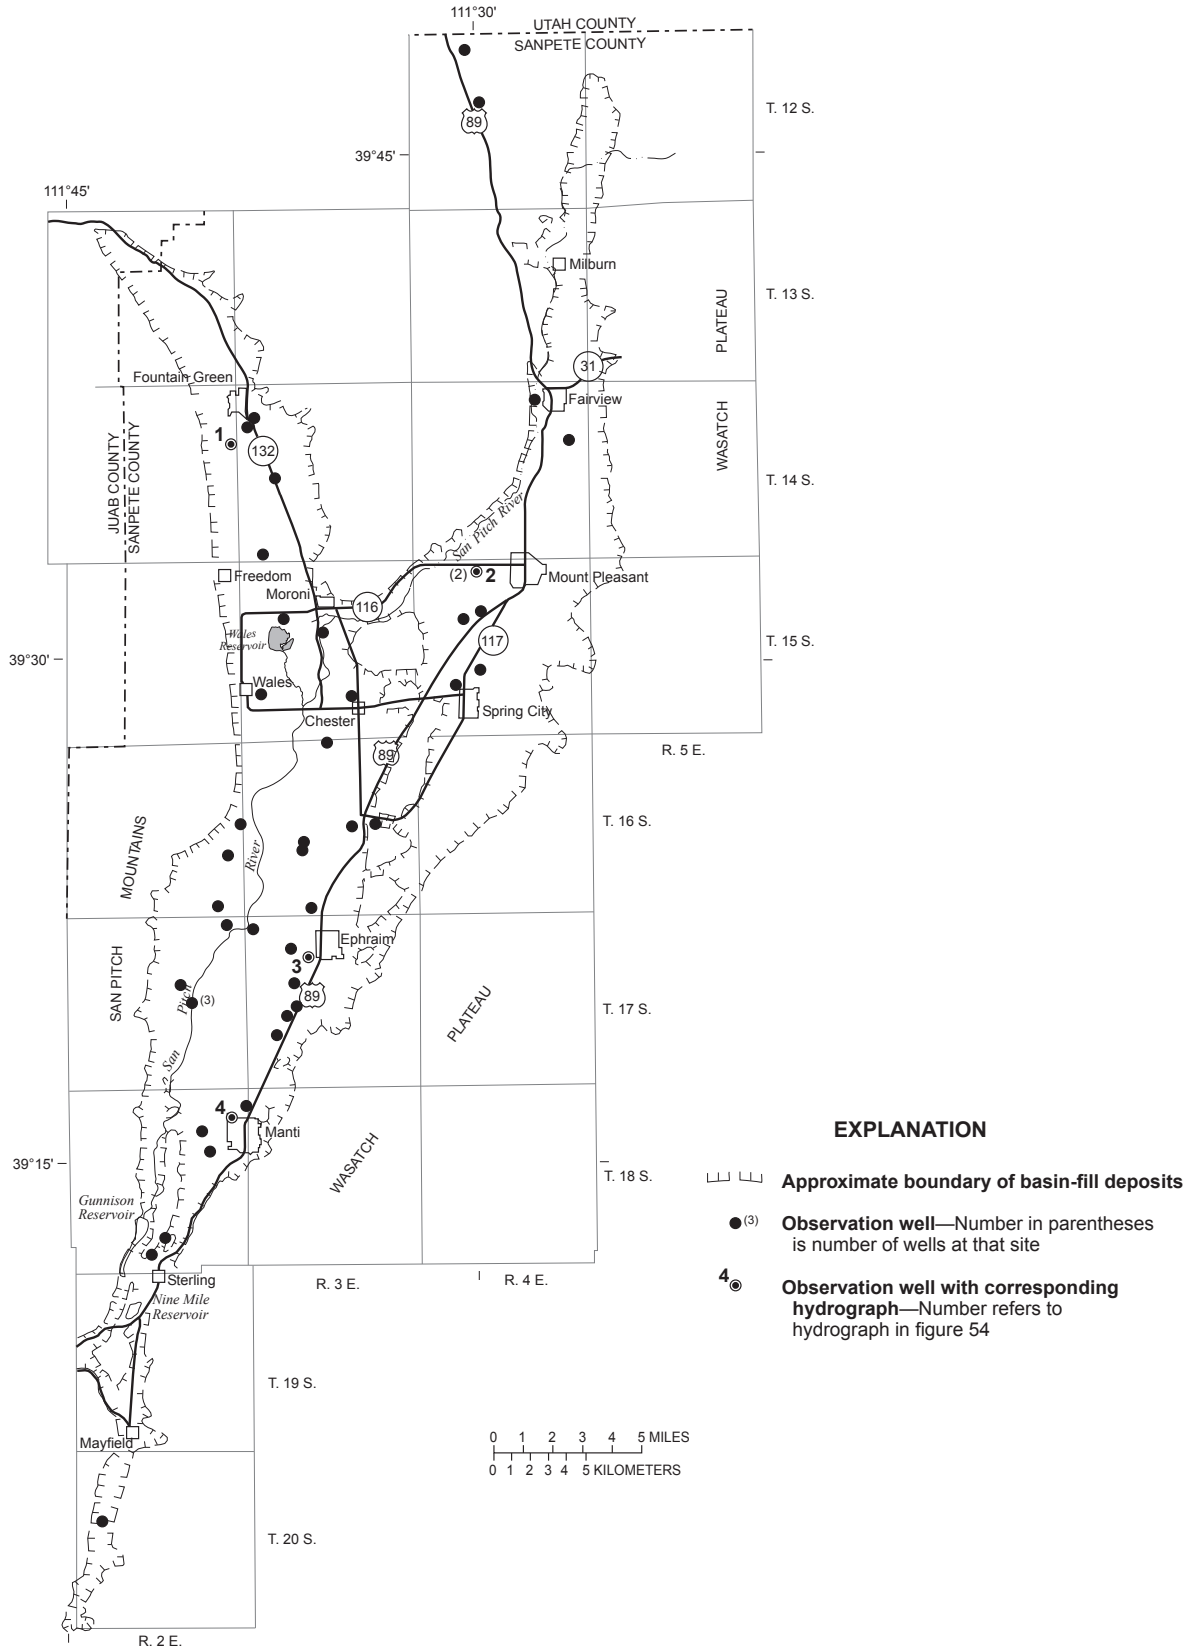 111°30'
UTAH COUNTY
SANPETE COUNTY
T. 12 S.
89
39°45'
111°45'
Milburn
T. 13 S.
PLATEAU
31
Fountain Green
Fairview
WASATCH
1
132
JUAB COUNTY
SANPETE COUNTY
T. 14 S.
San Pitch River
Freedom
(2) 2
Mount Pleasant
Moroni
116
117
Wales
Reservoir
T. 15 S.
39°30'
Wales
Spring City
Chester
89
R. 5 E.
MOUNTAINS
River
T. 16 S.
Ephraim
3
SAN PITCH
Pitch
(3)
89
PLATEAU
T. 17 S.
San
4
Manti
WASATCH
39°15'
T. 18 S.
Gunnison
Reservoir
Sterling
R. 3 E.
R. 4 E.
Nine Mile
Reservoir
T. 19 S.
Mayfield
T. 20 S.
R. 2 E.
0 1 2 3 4 5 MILES
0 1 2 3 4 5 KILOMETERS
EXPLANATION
Approximate boundary of basin-fill deposits
(3) Observation well—Number in parentheses
is number of wells at that site
4 Observation well with corresponding
hydrograph—Number refers to
hydrograph in figure 54